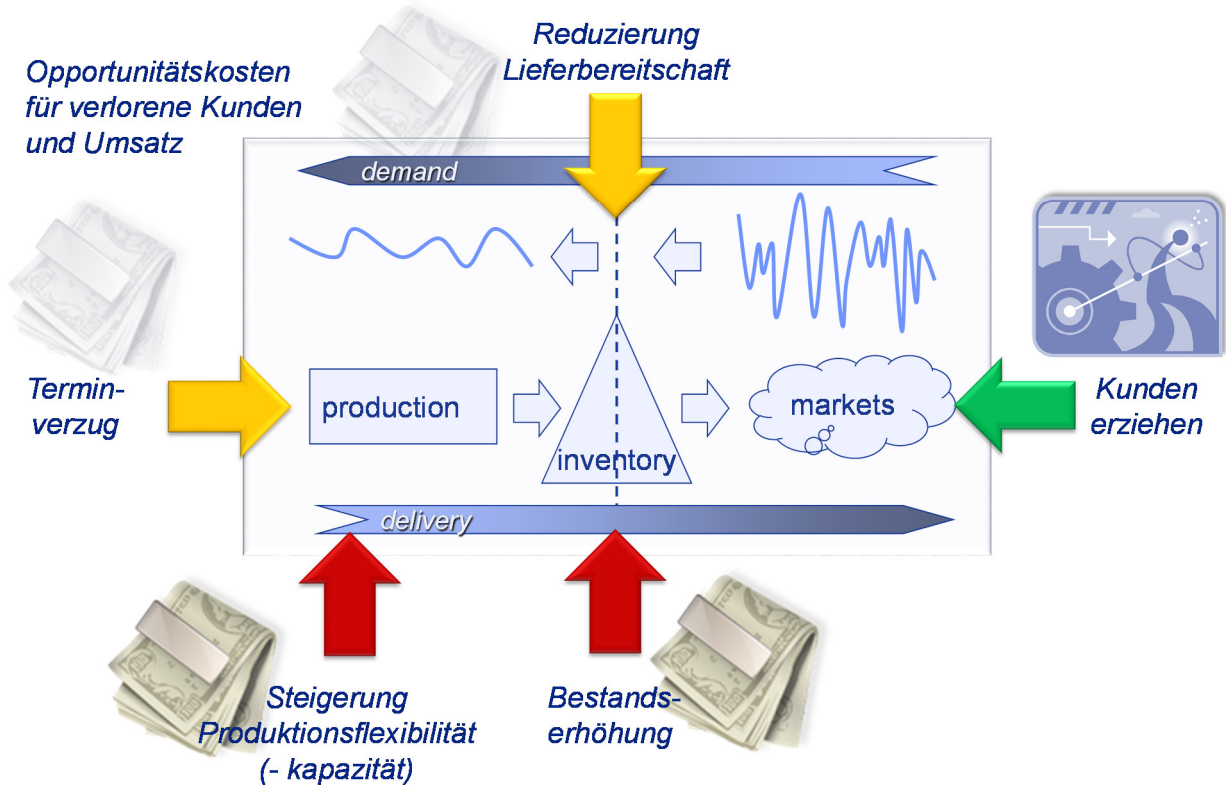 Reduzierung
Lieferbereitschaft
Opportunitätskosten
für verlorene Kunden
und Umsatz
demand
Termin-
verzug
production
inventory
markets
Kunden
erziehen
delivery
Steigerung
Produktionsflexibilität
(- kapazität)
Bestands-
erhöhung